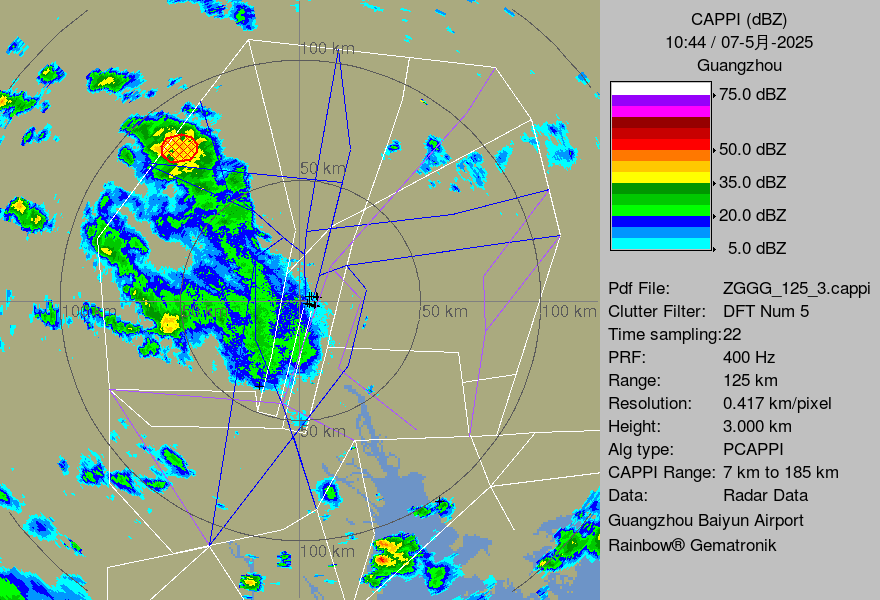 CAPPI (dBZ)
10:44 / 07-5月-2025
Guangzhou
75.0 dBZ
50.0 dBZ
35.0 dBZ
20.0 dBZ
5.0 dBZ
Pdf File: ZGGG_125_3.cappi
Clutter Filter: DFT Num 5
Time sampling:22
PRF: 400 Hz
Range: 125 km
Resolution: 0.417 km/pixel
Height: 3.000 km
Alg type: PCAPPI
CAPPI Range: 7 km to 185 km
Data: Radar Data
Guangzhou Baiyun Airport
Rainbow® Gematronik
100 km
50 km
100 km
50 km
50 km
100 km
50 km
100 km